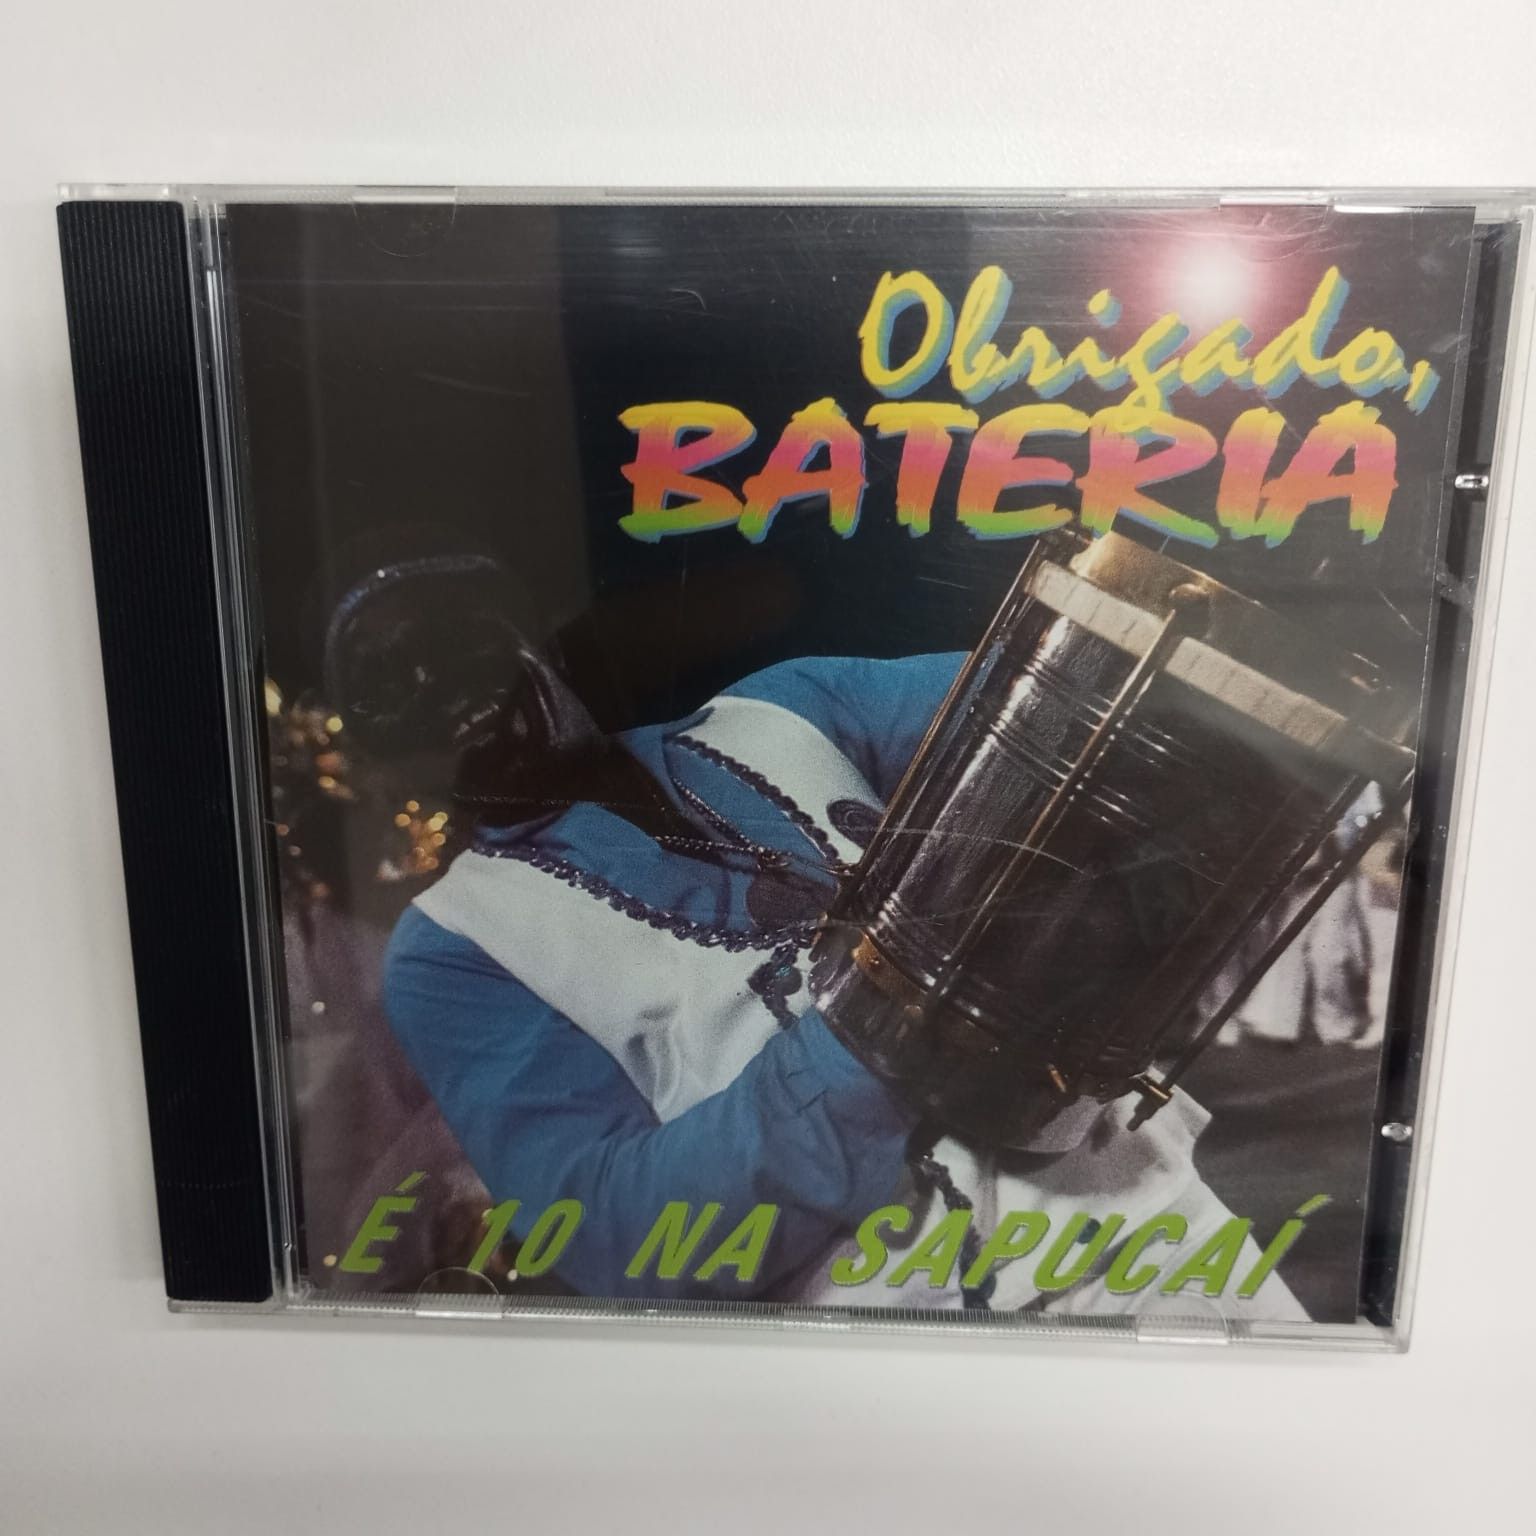 Obrigado,
BATERIA
É 10 NA SAPUCAÍ